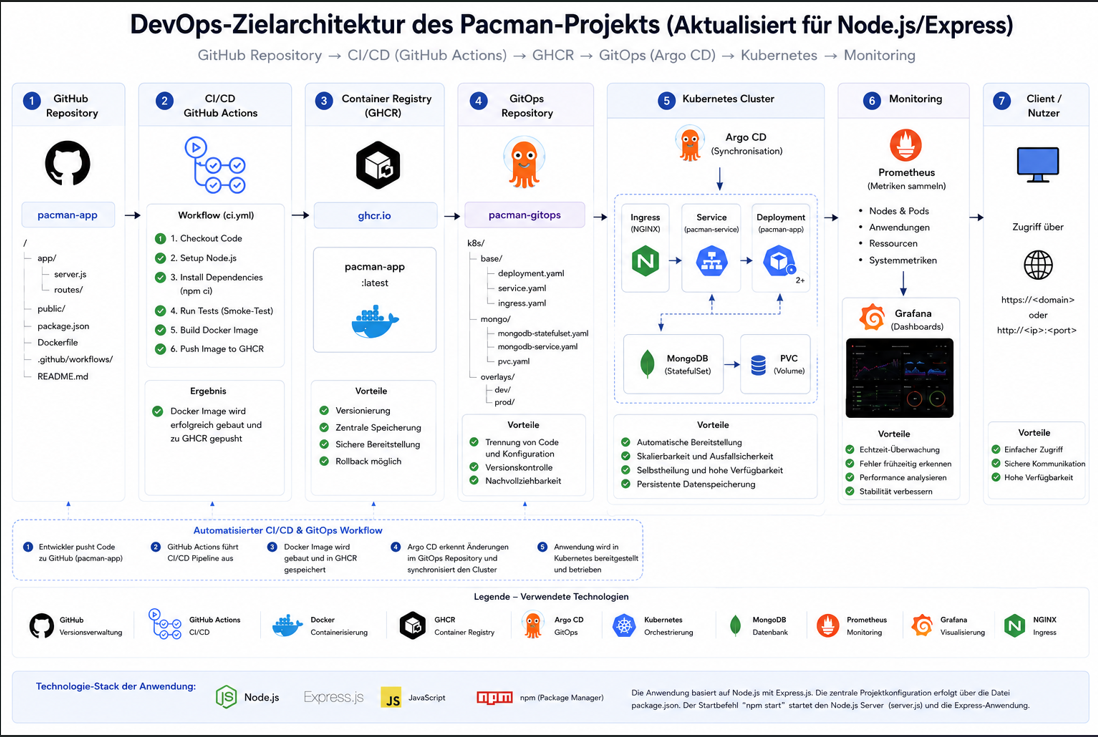 DevOps-Zielarchitektur des Pacman-Projekts (Aktualisiert für Node.js/Express)
GitHub Repository → CI/CD (GitHub Actions) → GHCR → GitOps (Argo CD) → Kubernetes → Monitoring
1 GitHub
Repository
pacman-app
/
app/
server.js
routes/
public/
package.json
Dockerfile
.github/workflows/
README.md
2 CI/CD
GitHub Actions
Workflow (ci.yml)
1 1. Checkout Code
2. Setup Node.js
3. Install Dependencies
(npm ci)
4. Run Tests (Smoke-Test)
5. Build Docker Image
6. Push Image to GHCR
Ergebnis
Docker Image wird
erfolgreich gebaut und
zu GHCR gepusht
3 Container Registry
(GHCR)
ghcr.io
pacman-app
:latest
Vorteile
Versionierung
Zentrale Speicherung
Sichere Bereitstellung
Rollback möglich
4 GitOps
Repository
pacman-gitops
k8s/
base/
deployment.yaml
service.yaml
ingress.yaml
mongo/
mongodb-statefulset.yaml
mongodb-service.yaml
pvc.yaml
overlays/
dev/
prod/
Vorteile
Trennung von Code
und Konfiguration
Versionskontrolle
Nachvollziehbarkeit
5 Kubernetes Cluster
Argo CD
(Synchronisation)
Ingress
(NGINX)
Service
(pacman-service)
Deployment
(pacman-app)
2+
MongoDB
(StatefulSet)
PVC
(Volume)
Vorteile
Automatische Bereitstellung
Skalierbarkeit und Ausfallsicherheit
Selbstheilung und hohe Verfügbarkeit
Persistente Datenspeicherung
6 Monitoring
Prometheus
(Metriken sammeln)
• Nodes & Pods
• Anwendungen
• Ressourcen
• Systemmetriken
Grafana
(Dashboards)
Vorteile
Echtzeit-Überwachung
Fehler frühzeitig erkennen
Performance analysieren
Stabilität verbessern
7 Client /
Nutzer
Zugriff über
https://<domain>
oder
http://<ip>:<port>
Vorteile
Einfacher Zugriff
Sichere Kommunikation
Hohe Verfügbarkeit
Automatisierter CI/CD & GitOps Workflow
1 Entwickler pusht Code
zu GitHub (pacman-app)
2 GitHub Actions führt
CI/CD Pipeline aus
3 Docker Image wird
gebaut und in GHCR
gespeichert
4 Argo CD erkennt Änderungen
im GitOps Repository und
synchronisiert den Cluster
5 Anwendung wird in
Kubernetes bereitgestellt
und betrieben
Legende – Verwendete Technologien
GitHub
Versionsverwaltung
GitHub Actions
CI/CD
Docker
Containerisierung
GHCR
Container Registry
Argo CD
GitOps
Kubernetes
Orchestrierung
MongoDB
Datenbank
Prometheus
Monitoring
Grafana
Visualisierung
NGINX
Ingress
Technologie-Stack der Anwendung:
JS Node.js
Express.js
JS JavaScript
npm npm (Package Manager)
Die Anwendung basiert auf Node.js mit Express.js. Die zentrale Projektkonfiguration erfolgt über die Datei
package.json. Der Startbefehl "npm start" startet den Node.js Server (server.js) und die Express-Anwendung.